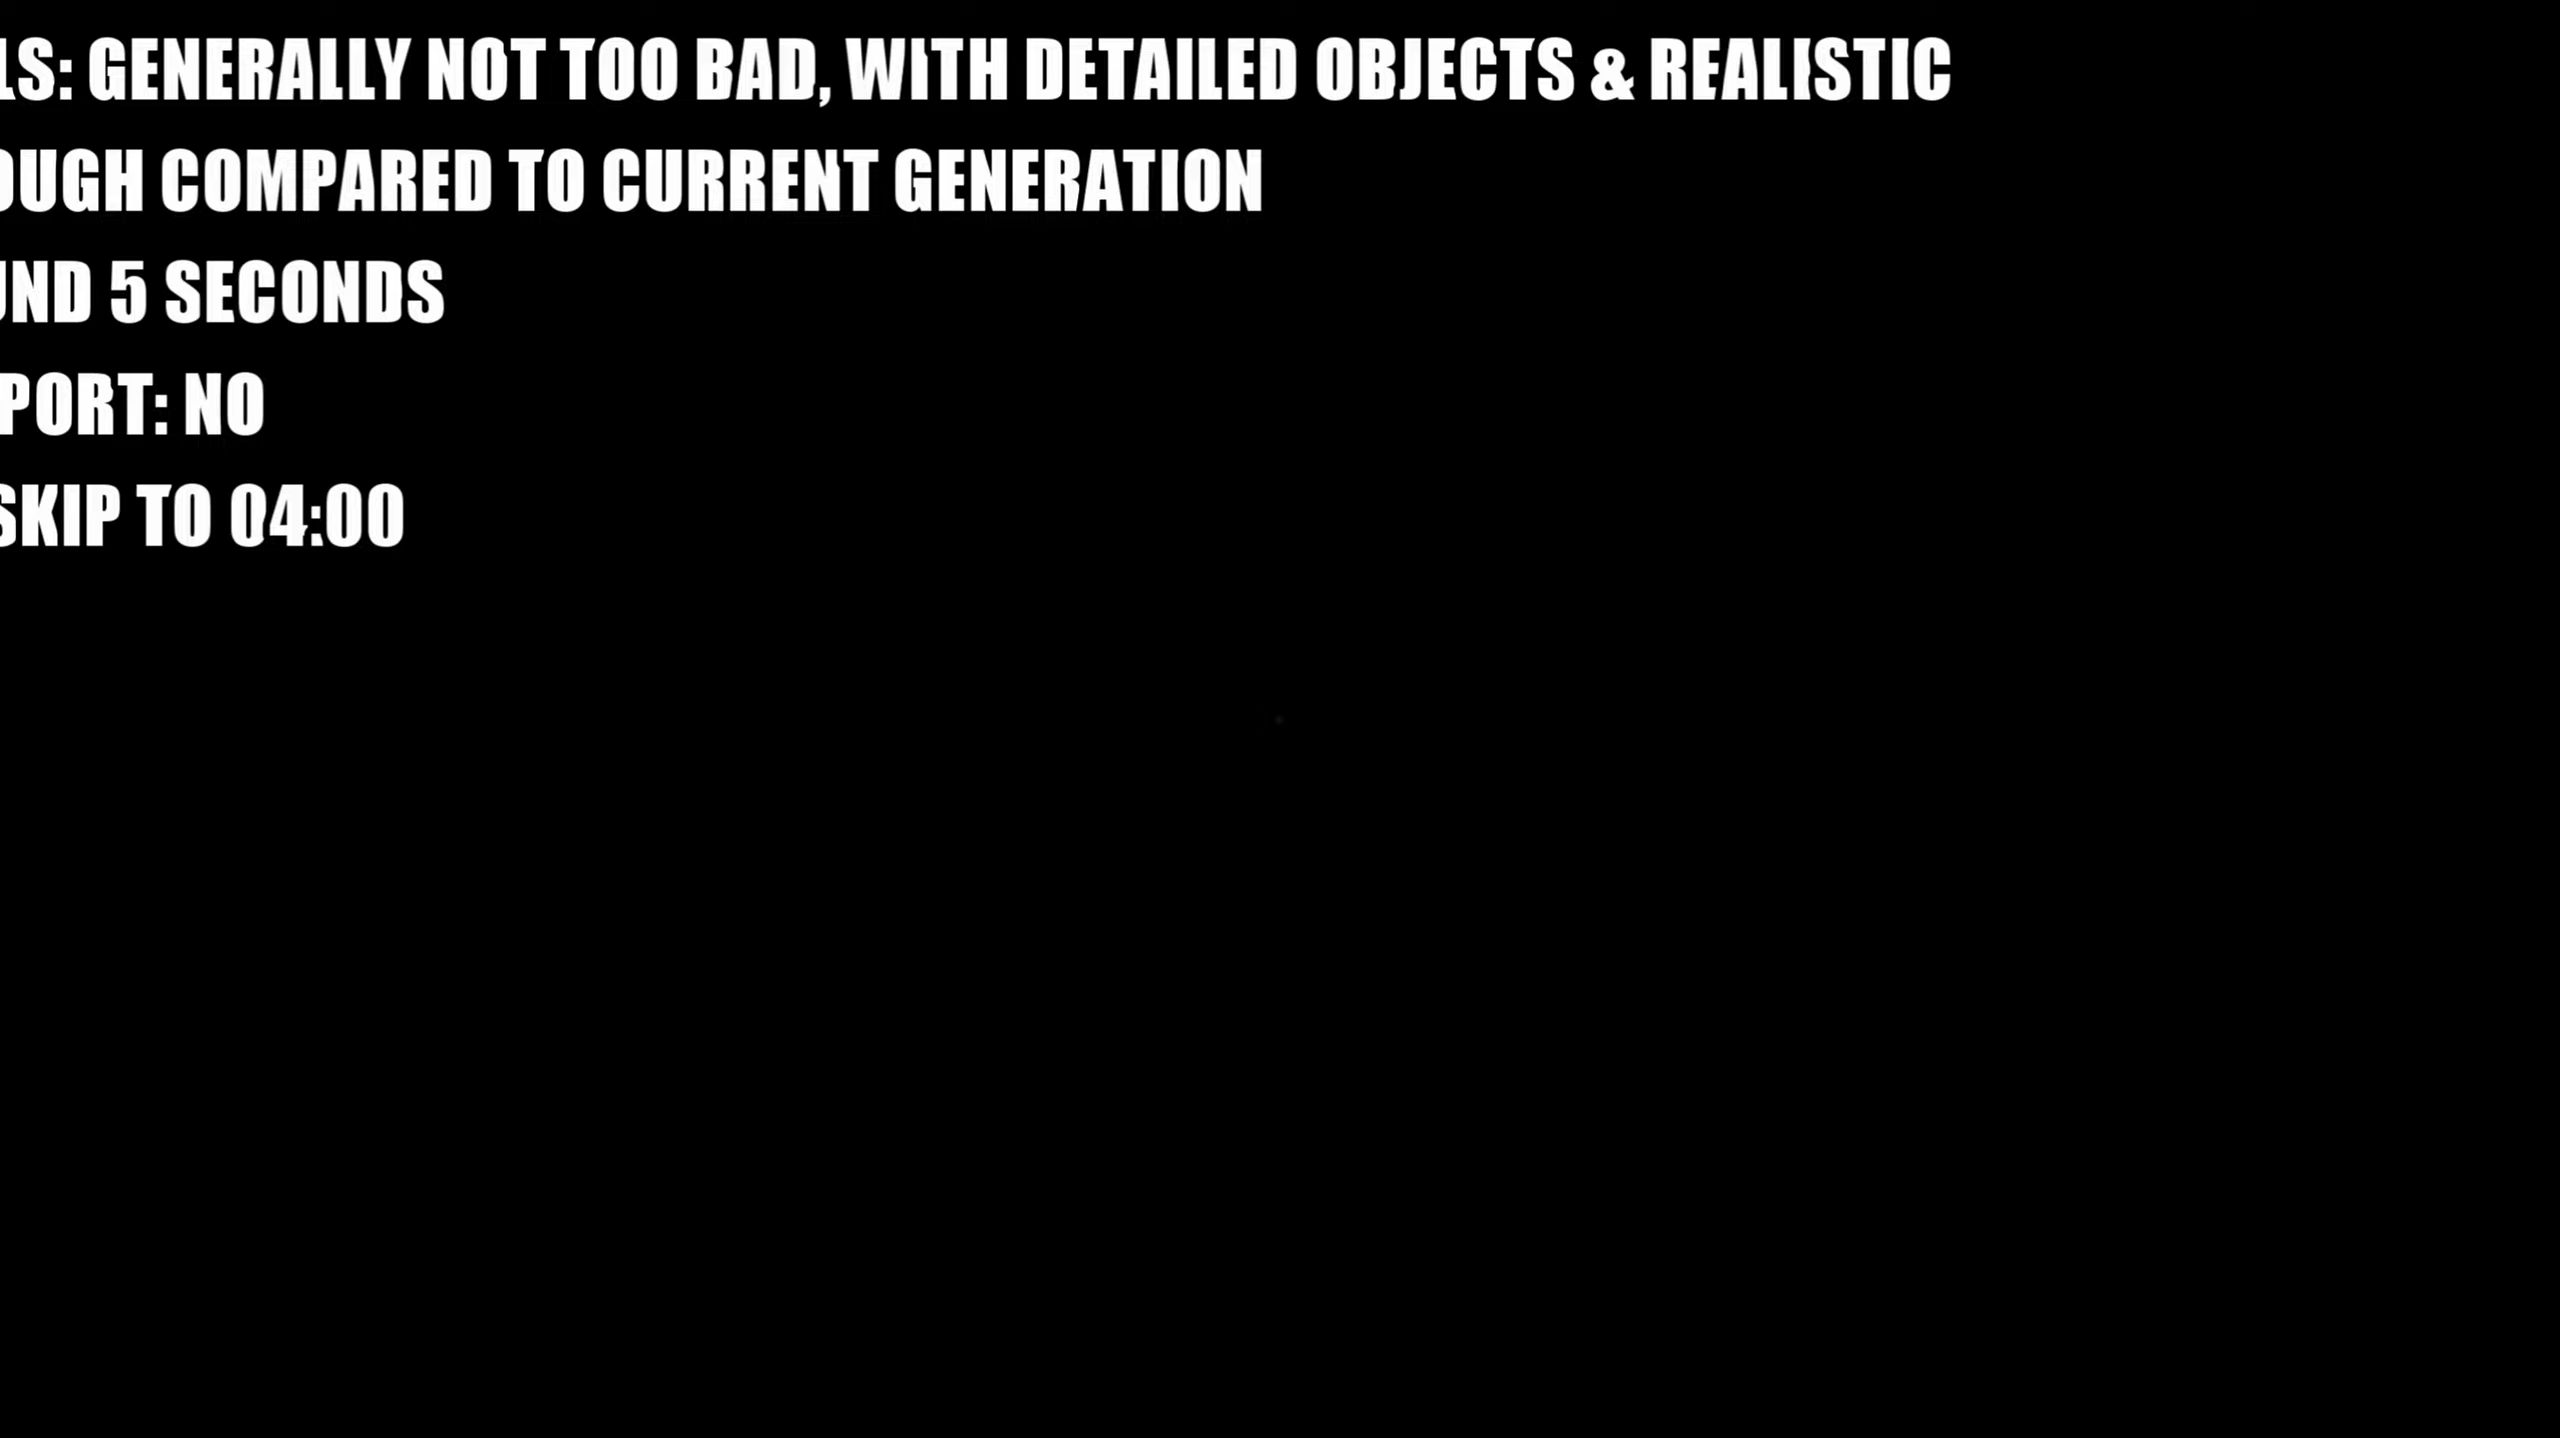 LS: GENERALLY NOT TOO BAD, WITH DETAILED OBJECTS & REALISTIC
OUGH COMPARED TO CURRENT GENERATION
UND 5 SECONDS
PORT: NO
SKIP TO 04:00